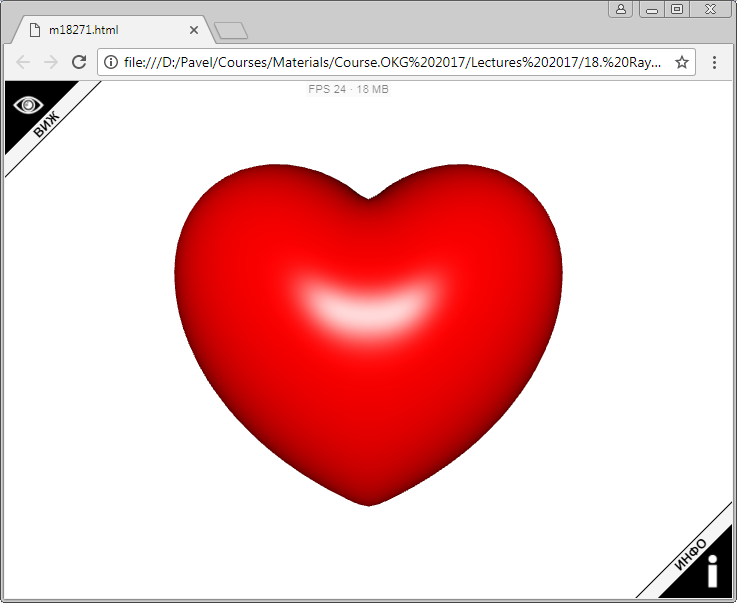 m18271.html
file:///D:/Pavel/Courses/Materials/Course.OKG%202017/Lectures%202017/18.%20Ray...
FPS 24 · 18 MB
ВИЖ
ИНФО
i